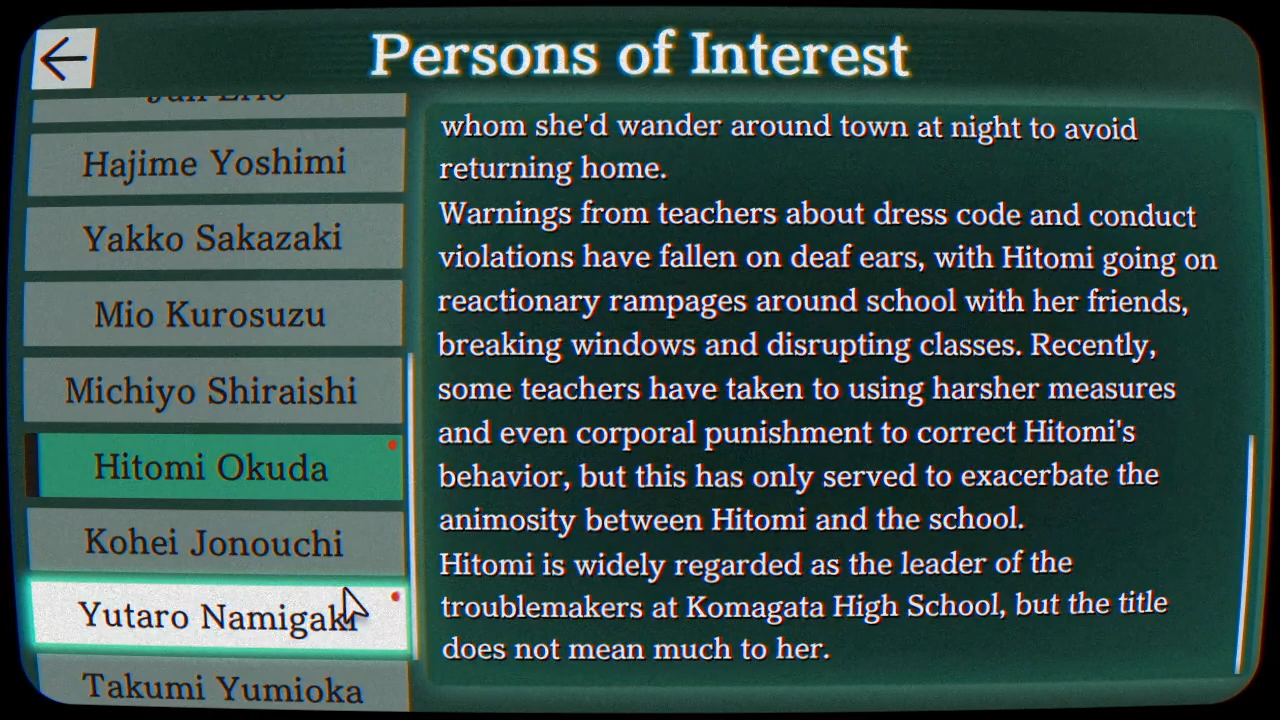 Persons of Interest
Hajime Yoshimi
Yakko Sakazaki
Mio Kurosuzu
Michiyo Shiraishi
Hitomi Okuda
Kohei Jonouchi
Yutaro Namigaki
Takumi Yumioka
whom she'd wander around town at night to avoid
returning home.
Warnings from teachers about dress code and conduct
violations have fallen on deaf ears, with Hitomi going on
reactionary rampages around school with her friends,
breaking windows and disrupting classes. Recently,
some teachers have taken to using harsher measures
and even corporal punishment to correct Hitomi's
behavior, but this has only served to exacerbate the
animosity between Hitomi and the school.
Hitomi is widely regarded as the leader of the
troublemakers at Komagata High School, but the title
does not mean much to her.